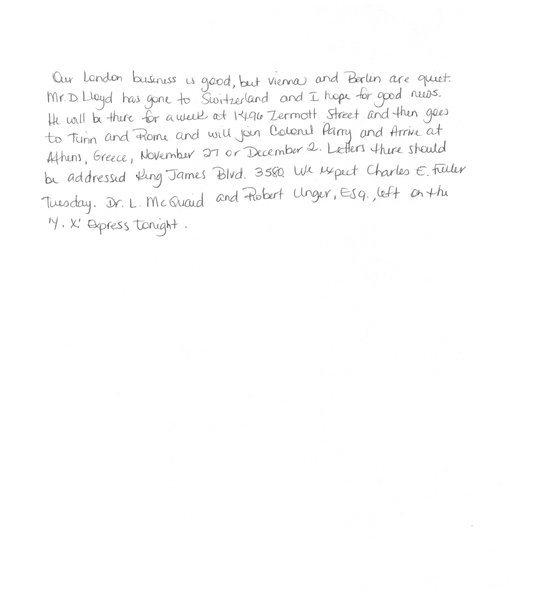 Our London business is good, but vienna and Berlin are quiet.
Mr. D. Lloyd has gone to Switzerland and I hope for good news.
He will be there for a week at 1496 Zermott Street and then goes
to Turin and Rome and will join Colonel Parry and Arrive at
Athens, Greece, November 27 or December 2. Letters there should
be addressed King James Blvd. 3580. We expect Charles E. Fuller
Tuesday. Dr. L. McQuaid and Robert Unger, Esq., left on the
'Y. X.' Express tonight.